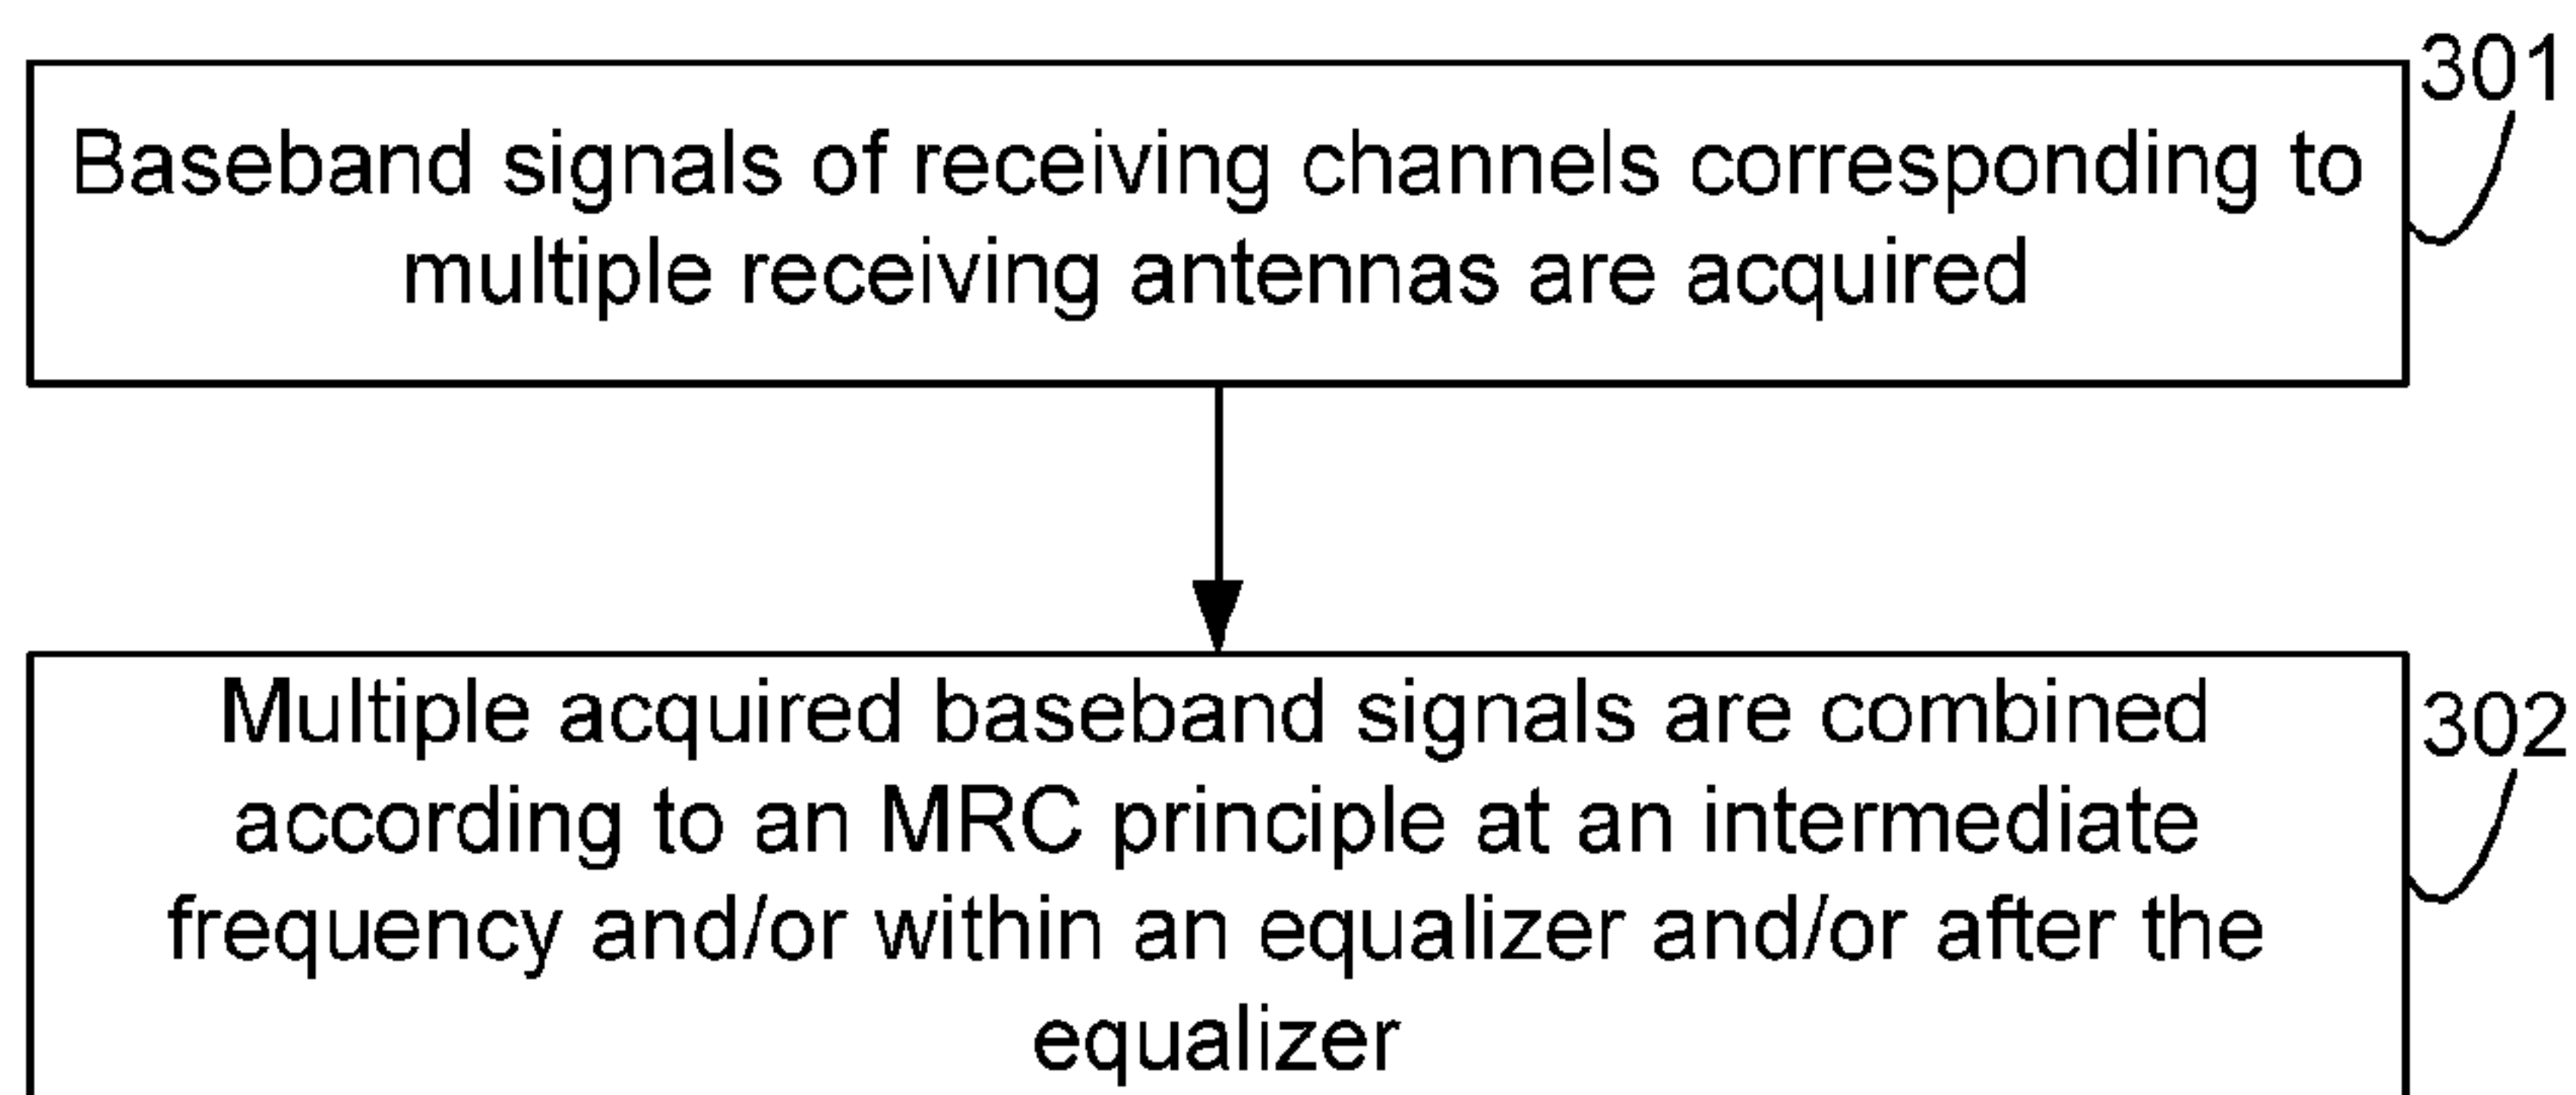 301
Baseband signals of receiving channels corresponding to
multiple receiving antennas are acquired
302
Multiple acquired baseband signals are combined
according to an MRC principle at an intermediate
frequency and/or within an equalizer and/or after the
equalizer